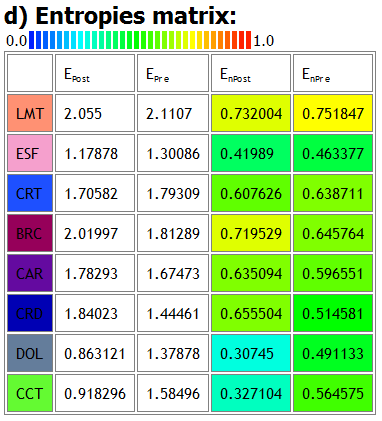 d) Entropies matrix:
0.0 1.0
EPost EPre EnPost EnPre
LMT 2.055 2.1107 0.732004 0.751847
ESF 1.17878 1.30086 0.41989 0.463377
CRT 1.70582 1.79309 0.607626 0.638711
BRC 2.01997 1.81289 0.719529 0.645764
CAR 1.78293 1.67473 0.635094 0.596551
CRD 1.84023 1.44461 0.655504 0.514581
DOL 0.863121 1.37878 0.30745 0.491133
CCT 0.918296 1.58496 0.327104 0.564575